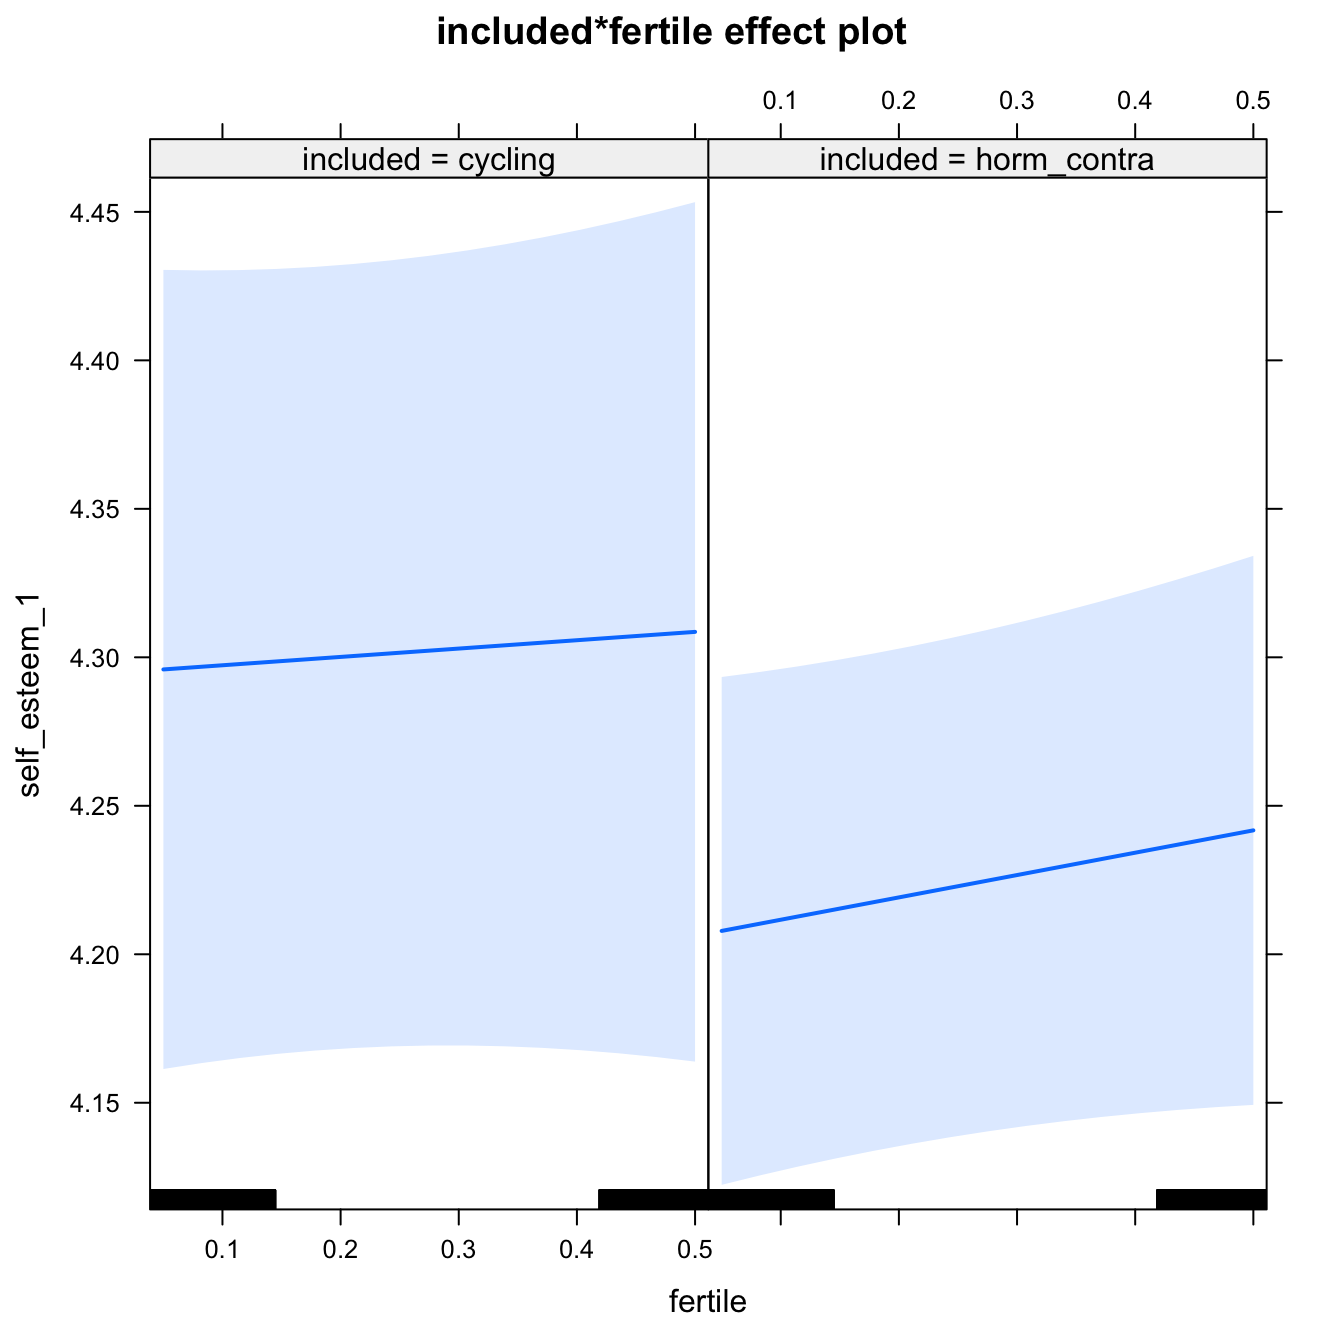 included*fertile effect plot
0.1 0.2 0.3 0.4 0.5
included = cycling included = horm_contra
4.45
4.40
4.35
4.30
4.25
4.20
4.15
self_esteem_1
0.1 0.2 0.3 0.4 0.5
fertile